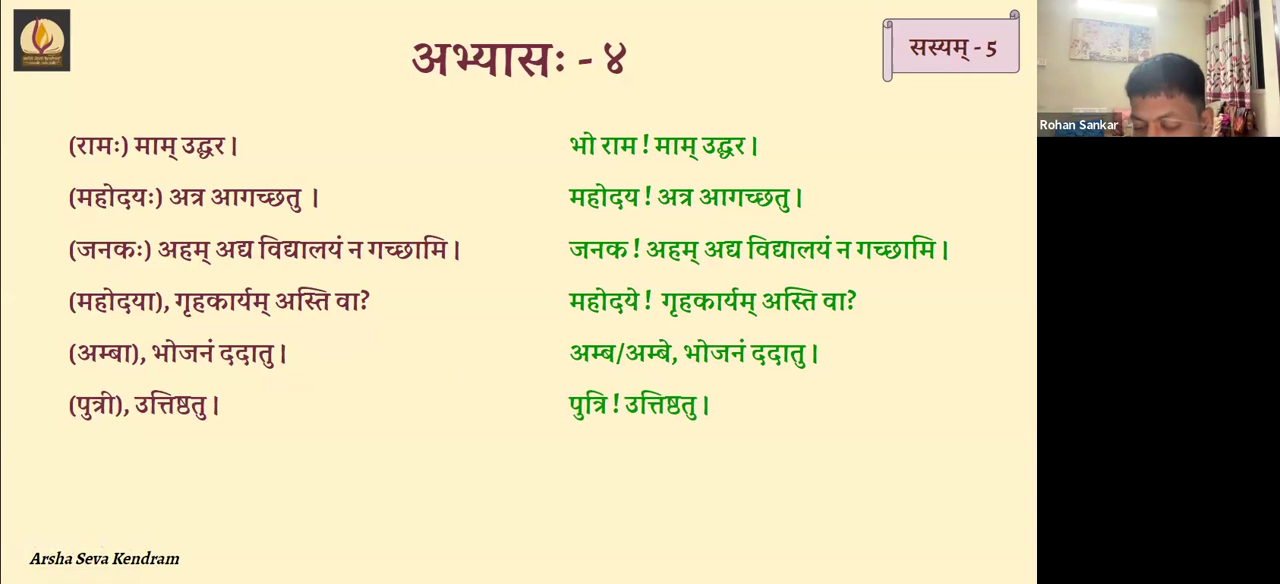 अभ्यासः - ४
सस्यम् - 5
Rohan Sankar
(रामः) माम् उद्धर।
भो राम ! माम् उद्धर।
(महोदयः) अत्र आगच्छतु ।
महोदय ! अत्र आगच्छतु।
(जनकः) अहम् अद्य विद्यालयं न गच्छामि।
जनक ! अहम् अद्य विद्यालयं न गच्छामि।
(महोदया), गृहकार्यम् अस्ति वा?
महोदये ! गृहकार्यम् अस्ति वा?
(अम्बा), भोजनं ददातु।
अम्ब/अम्बे, भोजनं ददातु।
(पुत्री), उत्तिष्ठतु।
पुत्रि ! उत्तिष्ठतु।
Arsha Seva Kendram